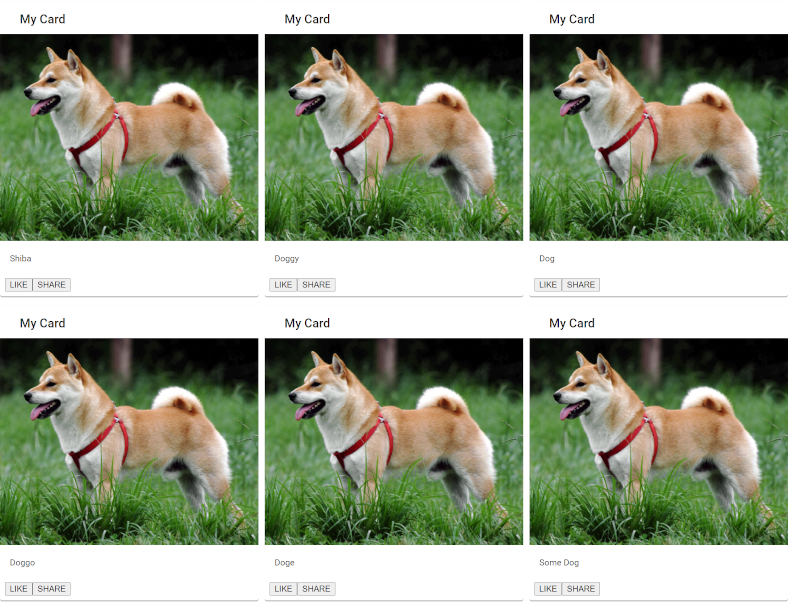 My Card
My Card
My Card
Shiba
Doggy
Dog
LIKE SHARE
LIKE SHARE
LIKE SHARE
My Card
My Card
My Card
Doggo
Doge
Some Dog
LIKE SHARE
LIKE SHARE
LIKE SHARE